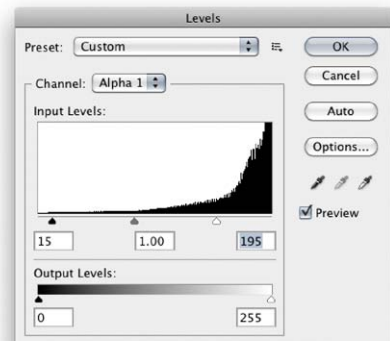 Levels
Preset: Custom
OK
Channel: Alpha 1
Cancel
Input Levels:
Auto
Options...
Preview
15 1.00 195
Output Levels:
0 255